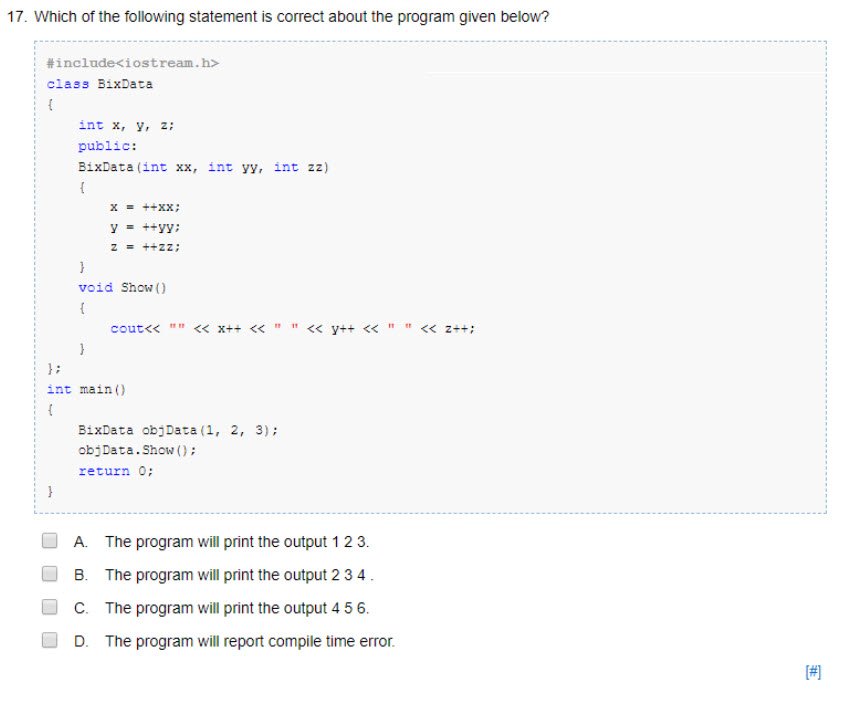 17. Which of the following statement is correct about the program given below?
#include<iostream.h>
class BixData
{
int x, y, z;
public:
BixData(int xx, int yy, int zz)
{
x = ++xx;
y = ++yy;
z = ++zz;
}
void Show()
{
cout<< "" << x++ << " " << y++ << " " << z++;
}
};
int main()
{
BixData objData(1, 2, 3);
objData.Show();
return 0;
}
A. The program will print the output 1 2 3.
B. The program will print the output 2 3 4 .
C. The program will print the output 4 5 6.
D. The program will report compile time error.
[#]